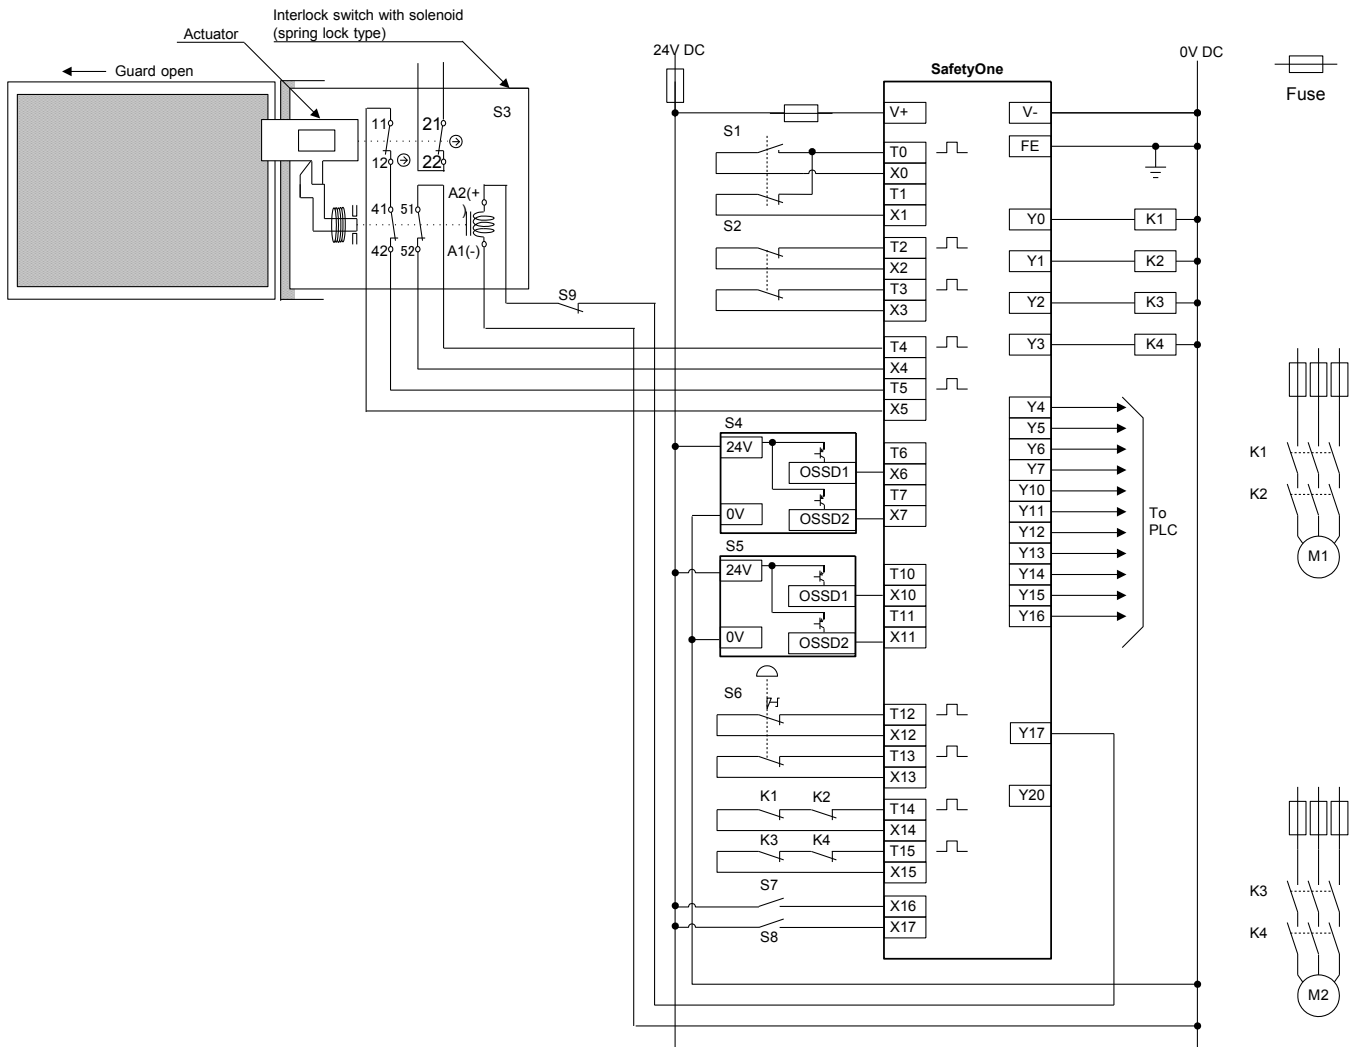 Interlock switch with solenoid
(spring lock type)
Actuator
Guard open
S3
11
21
12
22
A2(+
)
41
51
42
52
A1(-)
S9
24V DC
0V DC
SafetyOne
Fuse
V+
V-
S1
T0
FE
X0
T1
X1
Y0
K1
S2
T2
Y1
K2
X2
T3
Y2
K3
X3
T4
Y3
K4
X4
T5
X5
Y4
Y5
Y6
Y7
Y10
Y11
Y12
Y13
Y14
Y15
Y16
To
PLC
S4
24V
OSSD1
0V
OSSD2
T6
X6
T7
X7
S5
24V
OSSD1
0V
OSSD2
T10
X10
T11
X11
S6
T12
X12
T13
X13
Y17
Y20
K1
K2
T14
X14
K3
K4
T15
X15
S7
X16
X17
S8
K1
K2
M1
K3
K4
M2